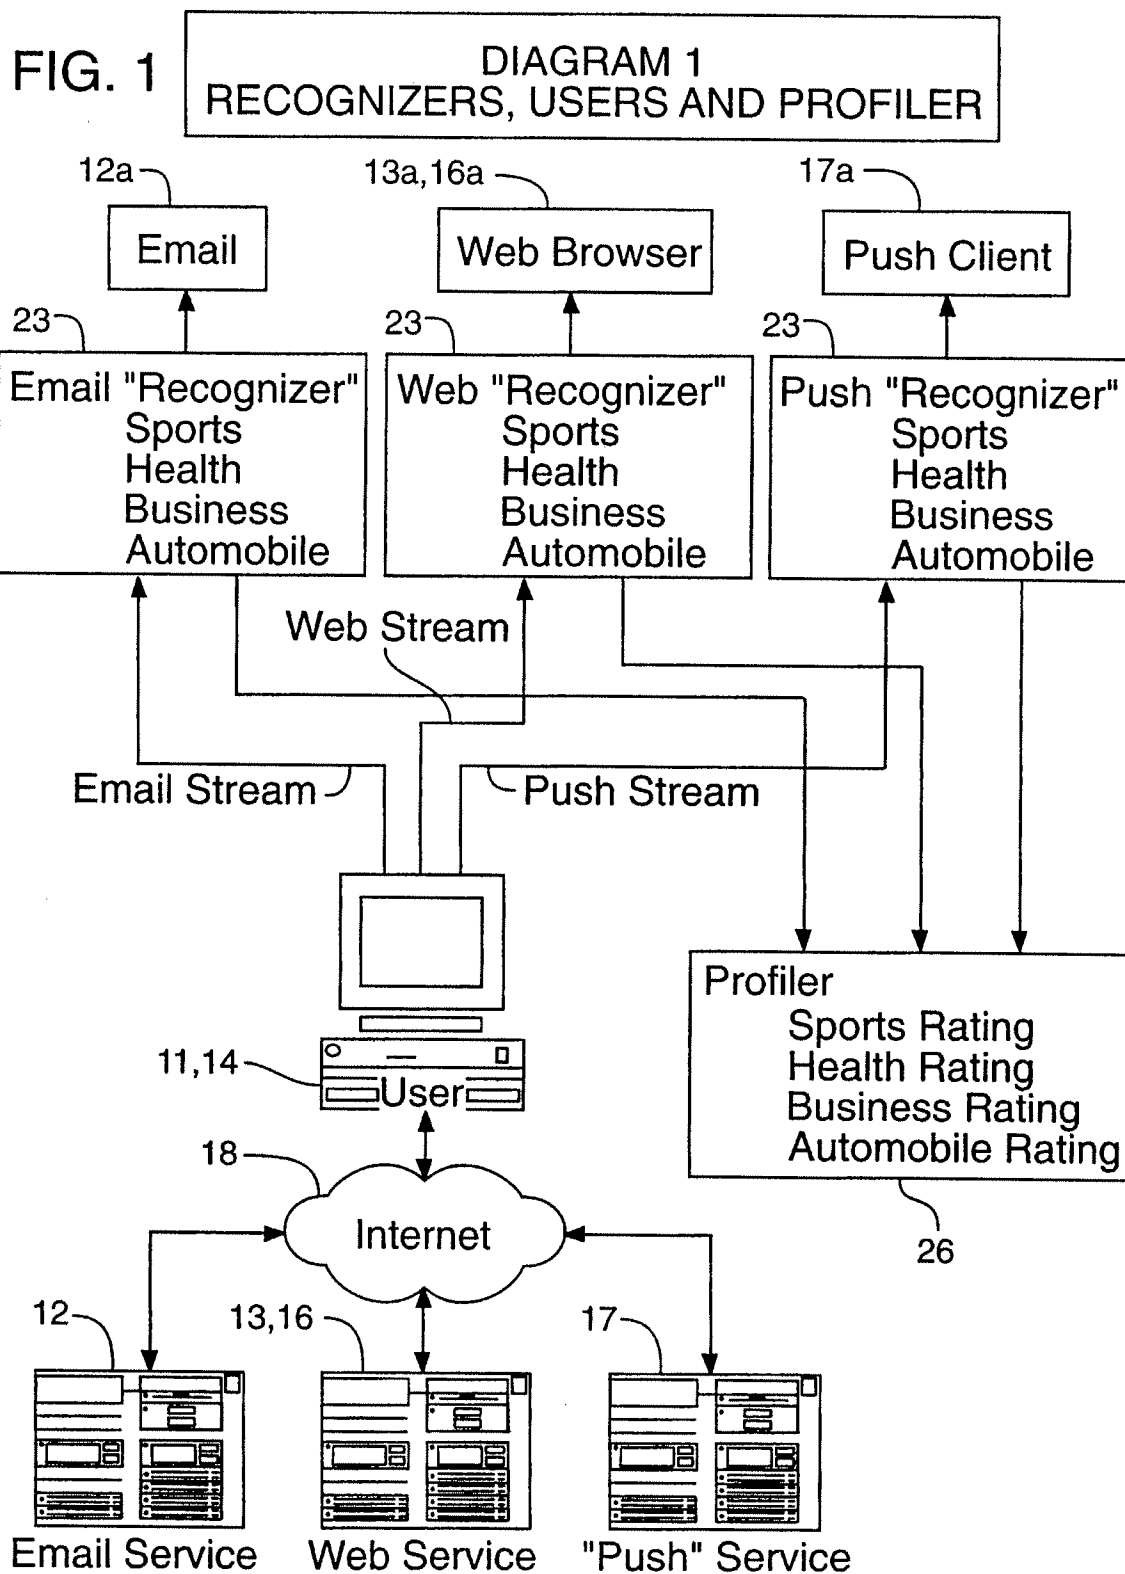 FIG. 1
DIAGRAM 1
RECOGNIZERS, USERS AND PROFILER
12a
13a,16a
17a
Email
Web Browser
Push Client
23
23
23
Email "Recognizer"
Sports
Health
Business
Automobile
Web "Recognizer"
Sports
Health
Business
Automobile
Push "Recognizer"
Sports
Health
Business
Automobile
Web Stream
Email Stream
Push Stream
Profiler
Sports Rating
Health Rating
Business Rating
Automobile Rating
26
11,14
User
18
Internet
12
13,16
17
Email Service
Web Service
"Push" Service